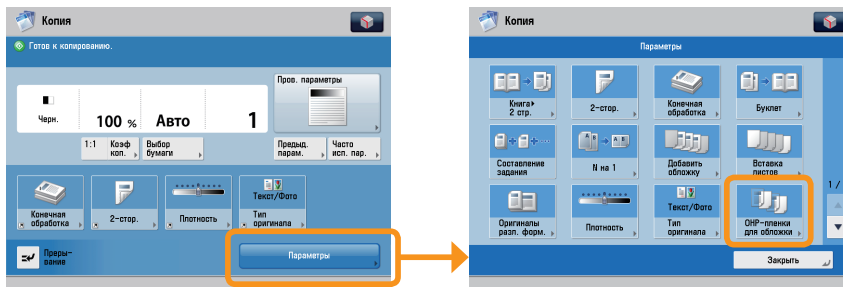 Копия
Готов к копированию.
Пров. параметры
Черн.
100 %
Авто
1
1:1
Коэф
коп.
Выбор
бумаги
Предыд.
парам.
Часто
исп. пар.
Конечная
обработка
2-стор.
Плотность
Текст/Фото
Тип
оригинала
Преры-
вание
Параметры
Копия
Параметры
Книга▸
2 стр.
2-стор.
Конечная
обработка
Буклет
Составление
задания
N на 1
Добавить
обложку
Вставка
листов
Оригиналы
разл. форм.
Плотность
Текст/Фото
Тип
оригинала
OHP-пленки
для обложки
1 /
Закрыть